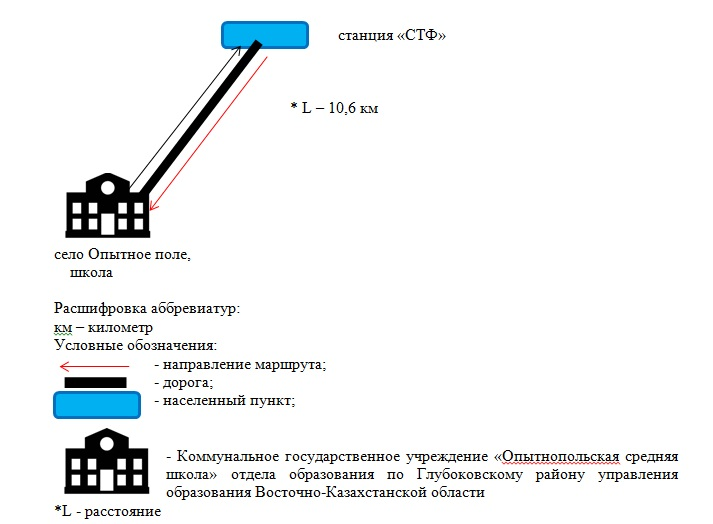 станция «СТФ»
* L – 10,6 км
село Опытное поле,
школа
Расшифровка аббревиатур:
км – километр
Условные обозначения:
- направление маршрута;
- дорога;
- населенный пункт;
- Коммунальное государственное учреждение «Опытнопольская средняя
школа» отдела образования по Глубоковскому району управления
образования Восточно-Казахстанской области
*L - расстояние